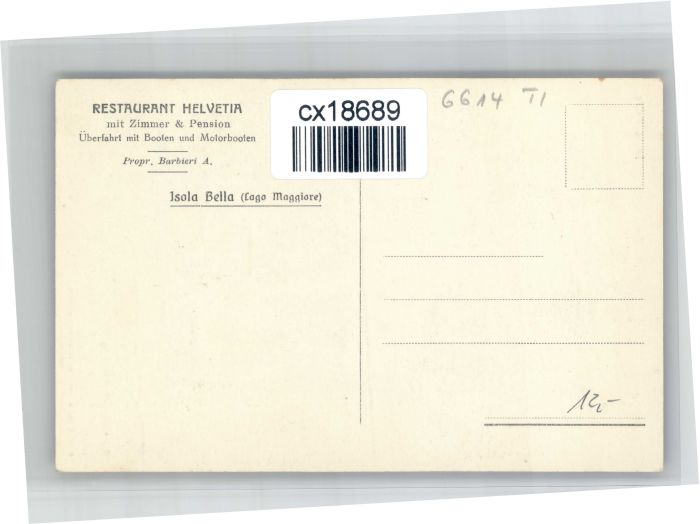 RESTAURANT HELVETIA
mit Zimmer & Pension
Überfahrt mit Booten und Motorbooten
Propr. Barbieri A.
Isola Bella (Lago Maggiore)
cx18689
6614 TI
12,-